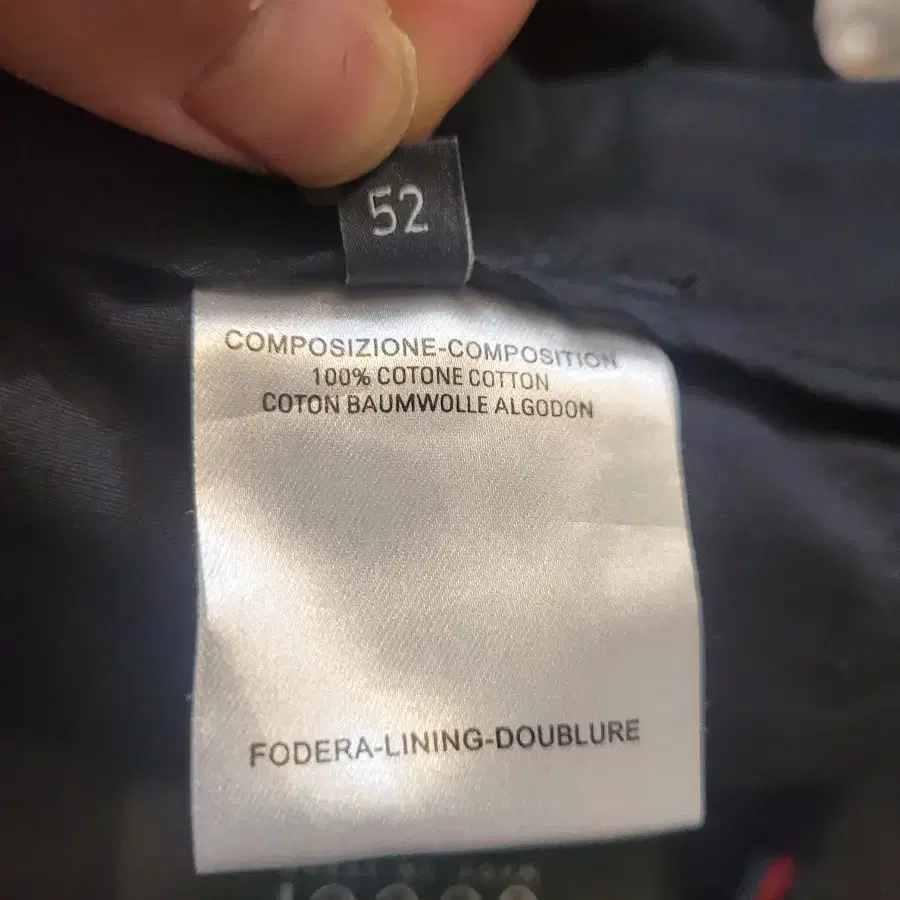 52
COMPOSIZIONE-COMPOSITION
100% COTONE COTTON
COTON BAUMWOLLE ALGODON
FODERA-LINING-DOUBLURE